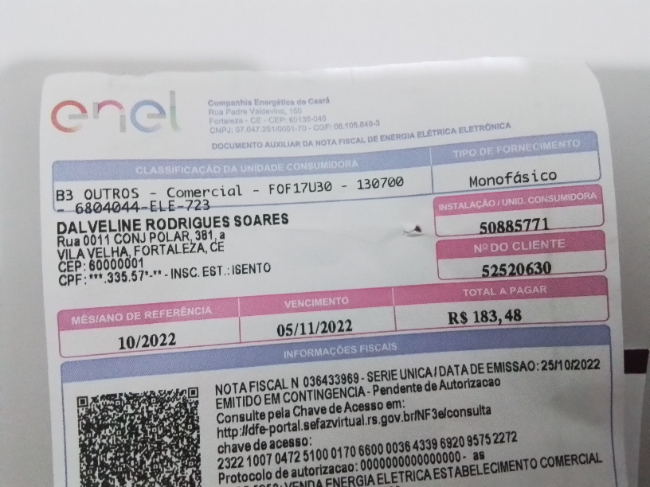 enel
Companhia Energética do Ceará
Rua Padre Valdevino, 150
Fortaleza - CE - CEP: 60135-040
CNPJ: 07.047.251/0001-70 - CGF: 06.105.848-3
DOCUMENTO AUXILIAR DA NOTA FISCAL DE ENERGIA ELÉTRICA ELETRÔNICA
CLASSIFICAÇÃO DA UNIDADE CONSUMIDORA
B3 OUTROS - Comercial - FOF17U30 - 130700
- 6804044-ELE-723
TIPO DE FORNECIMENTO
Monofásico
DALVELINE RODRIGUES SOARES
Rua 0011 CONJ POLAR, 381, a
VILA VELHA, FORTALEZA, CE
CEP: 60000001
CPF: ***.335.57*-** - INSC. EST.: ISENTO
INSTALAÇÃO / UNID. CONSUMIDORA
50885771
Nº DO CLIENTE
52520630
MÊS/ANO DE REFERÊNCIA
10/2022
VENCIMENTO
05/11/2022
TOTAL A PAGAR
R$ 183,48
INFORMAÇÕES FISCAIS
NOTA FISCAL N 036433969 - SERIE UNICA / DATA DE EMISSAO: 25/10/2022
EMITIDO EM CONTINGENCIA - Pendente de Autorizacao
Consulte pela Chave de Acesso em:
http://dfe-portal.sefazvirtual.rs.gov.br/NF3e/consulta
chave de acesso:
2322 1007 0472 5100 0170 6600 0036 4339 6920 9575 2272
Protocolo de autorizacao: 0000000000000000 - as
VENDA ENERGIA ELETRICA ESTABELECIMENTO COMERCIAL